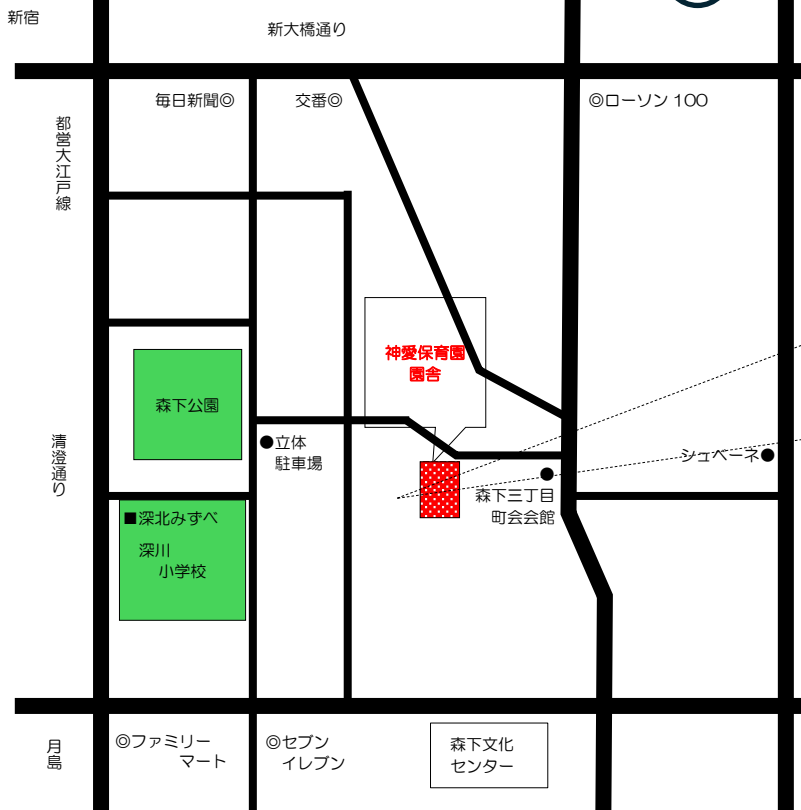 新宿
新大橋通り
毎日新聞◎
交番◎
◎ローソン 100
都営大江戸線
神愛保育園
園舎
森下公園
清澄通り
●立体
駐車場
シュベーネ●
森下三丁目
町会会館
■深北みずべ
深川
小学校
月島
◎ファミリー
マート
◎セブン
イレブン
森下文化
センター